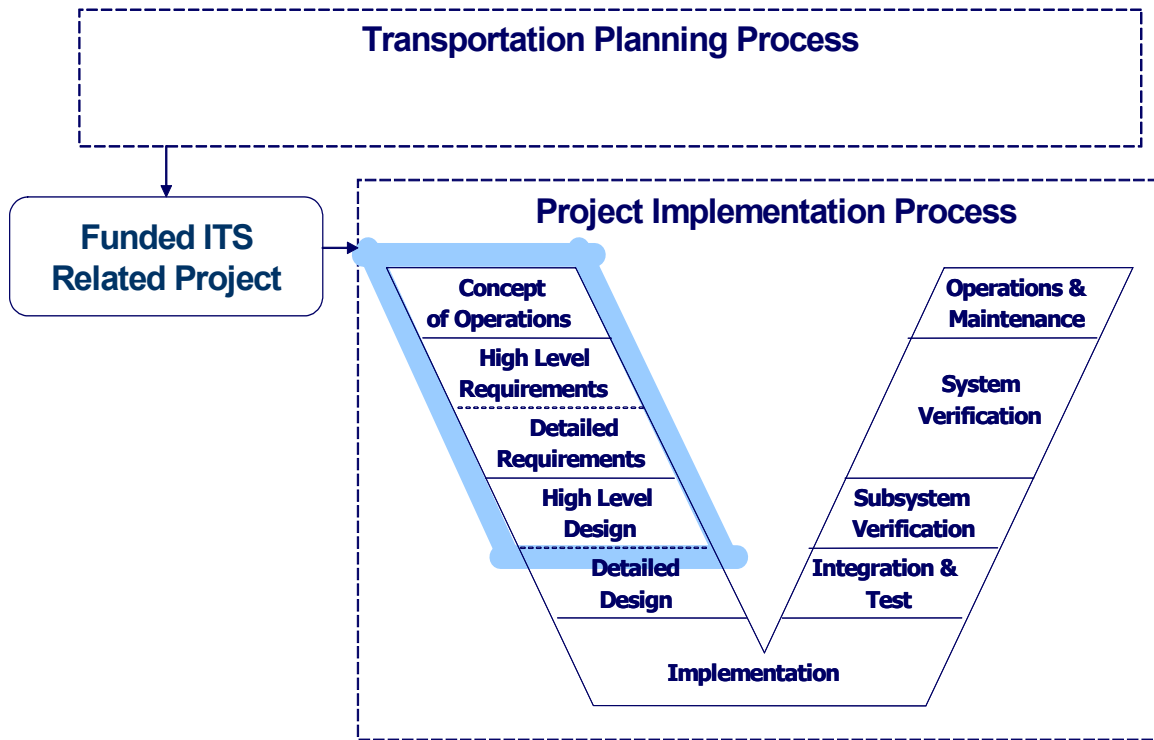 Transportation Planning Process
Funded ITS
Related Project
Project Implementation Process
Concept
of Operations
High Level
Requirements
Detailed
Requirements
High Level
Design
Detailed
Design
Implementation
Operations &
Maintenance
System
Verification
Subsystem
Verification
Integration &
Test